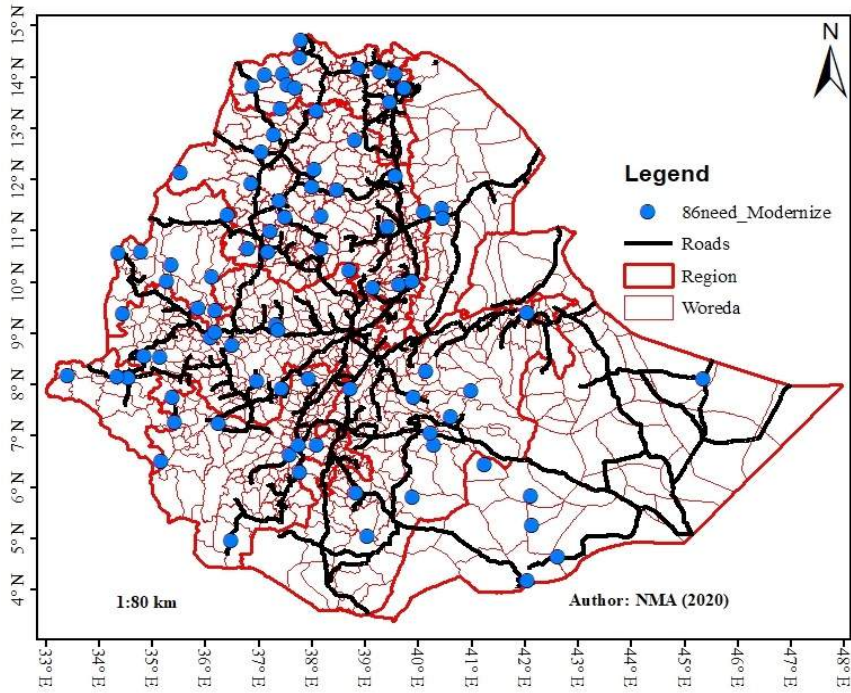 N
15°N
14°N
13°N
12°N
11°N
10°N
9°N
8°N
7°N
6°N
5°N
4°N
Legend
86need_Modernize
Roads
Region
Woreda
1:80 km
Author: NMA (2020)
33°E
34°E
35°E
36°E
37°E
38°E
39°E
40°E
41°E
42°E
43°E
44°E
45°E
46°E
47°E
48°E